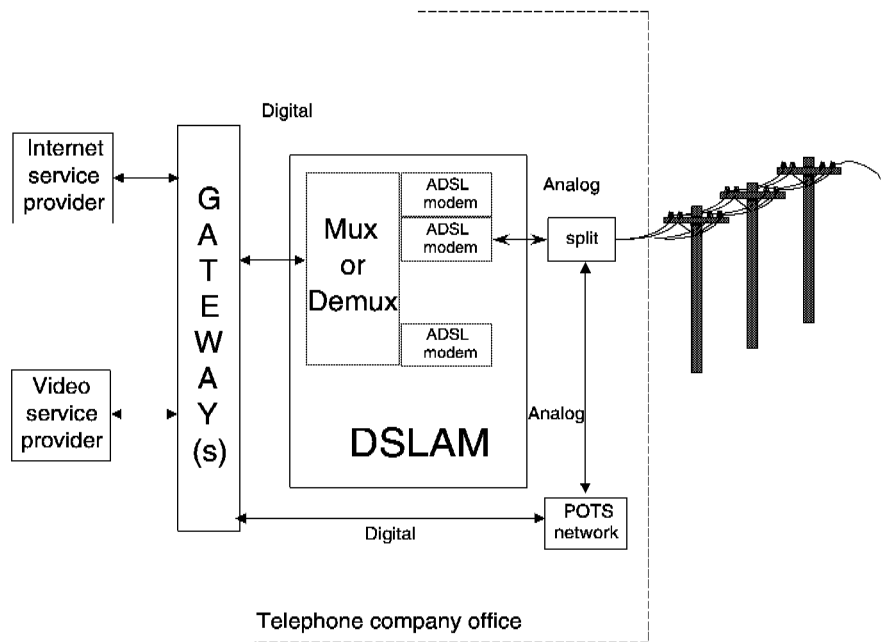 Digital
Internet
service
provider
G
A
T
E
W
A
Y
(s)
Mux
or
Demux
ADSL
modem
ADSL
modem
ADSL
modem
DSLAM
Analog
split
Video
service
provider
Analog
POTS
network
Digital
Telephone company office